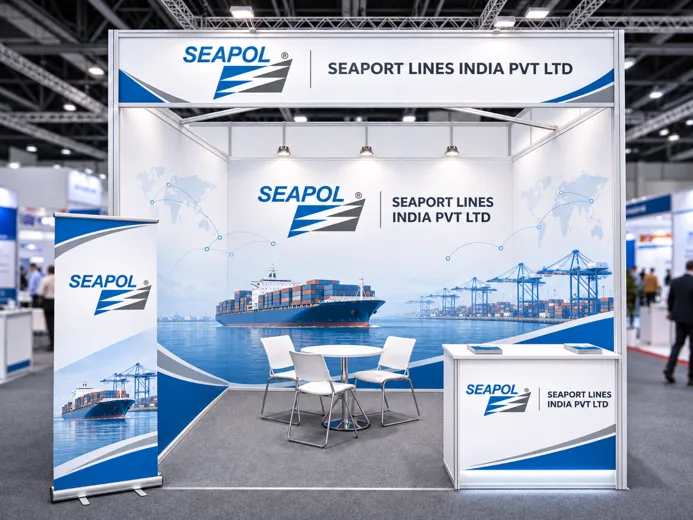 SEAPOL®
SEAPORT LINES INDIA PVT LTD
SEAPOL®
SEAPORT LINES
INDIA PVT LTD
SEAPOL®
SEAPOL®
SEAPORT LINES
INDIA PVT LTD